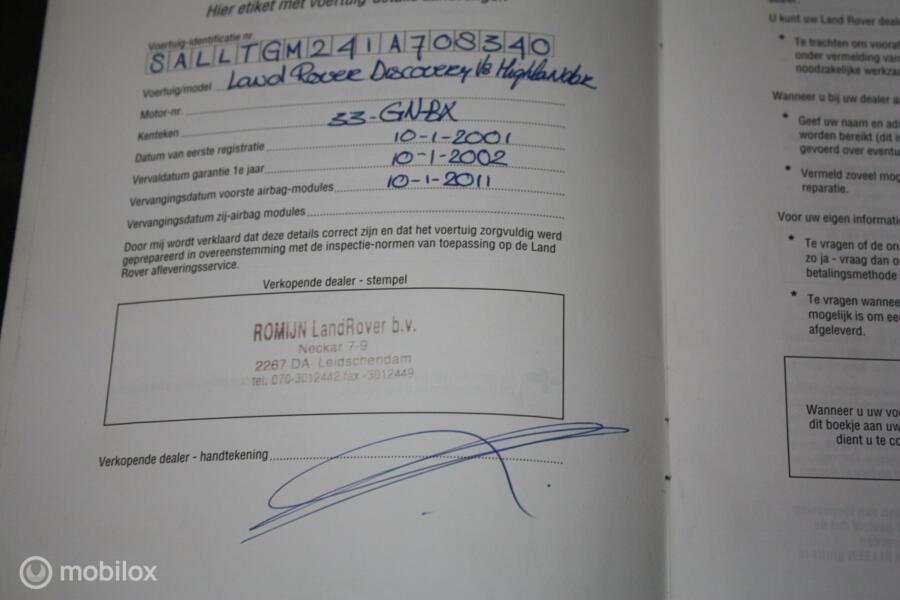 Hier etiket met voertuig-details
Voertuig-identificatie nr.
SALLTGM241A708340
Voertuig/model Land Rover Discovery V8 Highlander
Motor-nr.
Kenteken 33-GN-BX
Datum van eerste registratie 10-1-2001
Vervaldatum garantie 1e jaar 10-1-2002
Vervangingsdatum voorste airbag-modules 10-1-2011
Vervangingsdatum zij-airbag modules
Door mij wordt verklaard dat deze details correct zijn en dat het voertuig zorgvuldig werd
geprepareerd in overeenstemming met de inspectie-normen van toepassing op de Land
Rover afleveringsservice.
Verkopende dealer - stempel
ROMIJN LandRover b.v.
Neckar 7-9
2267 DA Leidschendam
tel. 070-3012442 fax -3012449
Verkopende dealer - handtekening
U kunt uw Land Rover deale
* Te trachten om vooraf
onder vermelding van
noodzakelijke werkza
Wanneer u bij uw dealer a
* Geef uw naam en adr
worden bereikt (dit is
gevoerd over eventu
* Vermeld zoveel mog
reparatie.
Voor uw eigen informati
* Te vragen of de on
zo ja - vraag dan o
betalingsmethode
* Te vragen wannee
mogelijk is om ee
afgeleverd.
Wanneer u uw vo
dit boekje aan uw
dient u te co
mobilox